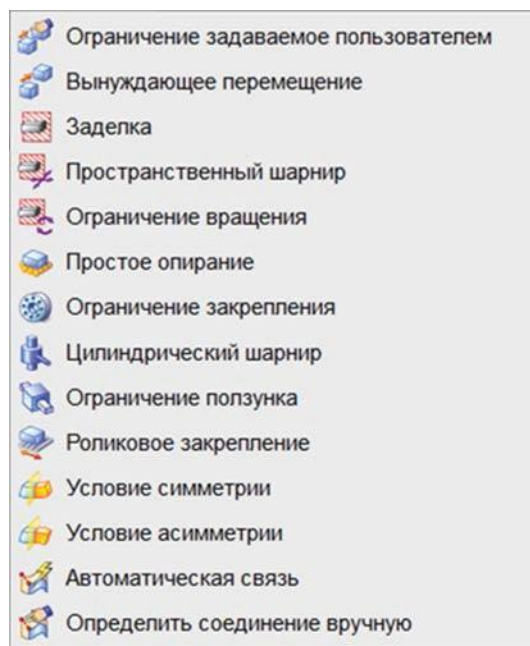 Ограничение задаваемое пользователем
Вынуждающее перемещение
Заделка
Пространственный шарнир
Ограничение вращения
Простое опирание
Ограничение закрепления
Цилиндрический шарнир
Ограничение ползунка
Роликовое закрепление
Условие симметрии
Условие асимметрии
Автоматическая связь
Определить соединение вручную